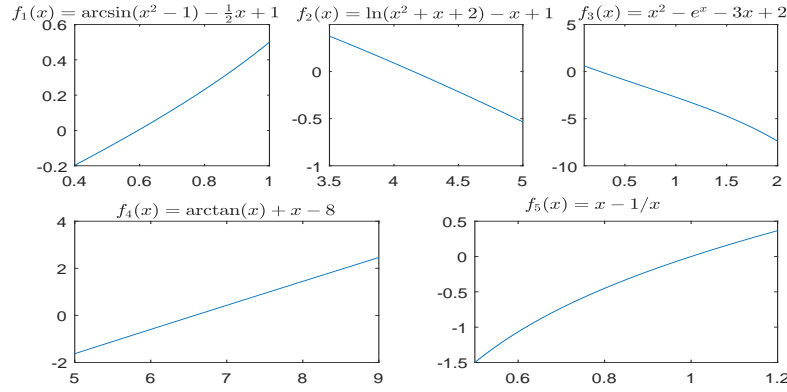 f₁(x) = arcsin(x² − 1) − ½x + 1
f₂(x) = ln(x² + x + 2) − x + 1
f₃(x) = x² − eˣ − 3x + 2
0.6
0.4
0.2
0
-0.2
0.4 0.6 0.8 1
0
-0.5
-1
3.5 4 4.5 5
5
0
-5
-10
0.5 1 1.5 2
f₄(x) = arctan(x) + x − 8
f₅(x) = x − 1/x
4
2
0
-2
5 6 7 8 9
0.5
0
-0.5
-1
-1.5
0.6 0.8 1 1.2